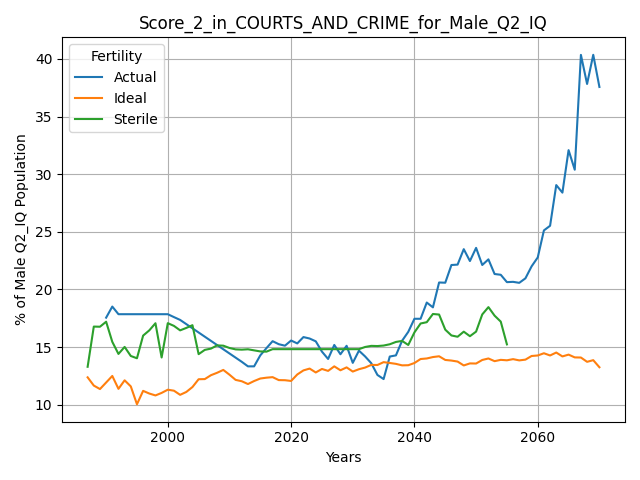 Score_2_in_COURTS_AND_CRIME_for_Male_Q2_IQ
Fertility
Actual
Ideal
Sterile
% of Male Q2_IQ Population
40
35
30
25
20
15
10
2000
2020
2040
2060
Years